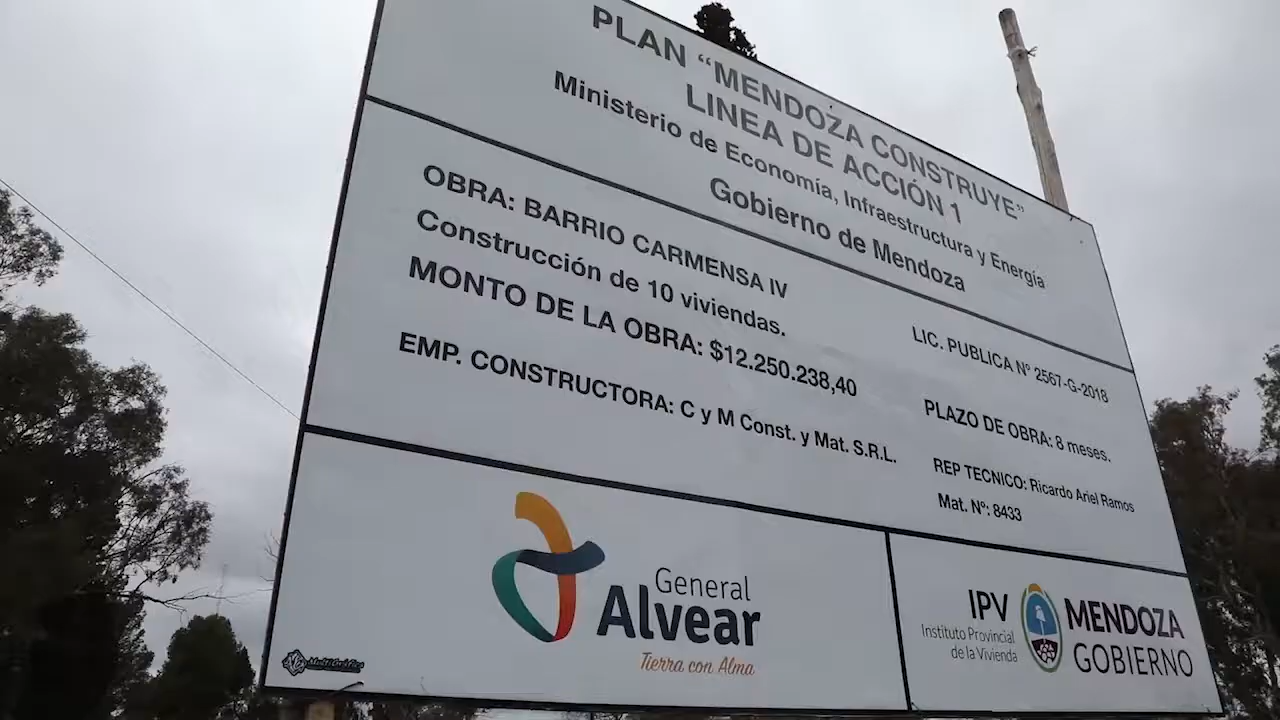 PLAN “MENDOZA CONSTRUYE”
LINEA DE ACCIÓN 1
Ministerio de Economía, Infraestructura y Energía
Gobierno de Mendoza
OBRA: BARRIO CARMENSA IV
Construcción de 10 viviendas.
MONTO DE LA OBRA: $12.250.238,40
EMP. CONSTRUCTORA: C y M Const. y Mat. S.R.L.
LIC. PUBLICA Nº 2567-G-2018
PLAZO DE OBRA: 8 meses.
REP TECNICO: Ricardo Ariel Ramos
Mat. Nº: 8433
General
Alvear
Tierra con Alma
IPV
Instituto Provincial
de la Vivienda
MENDOZA
GOBIERNO